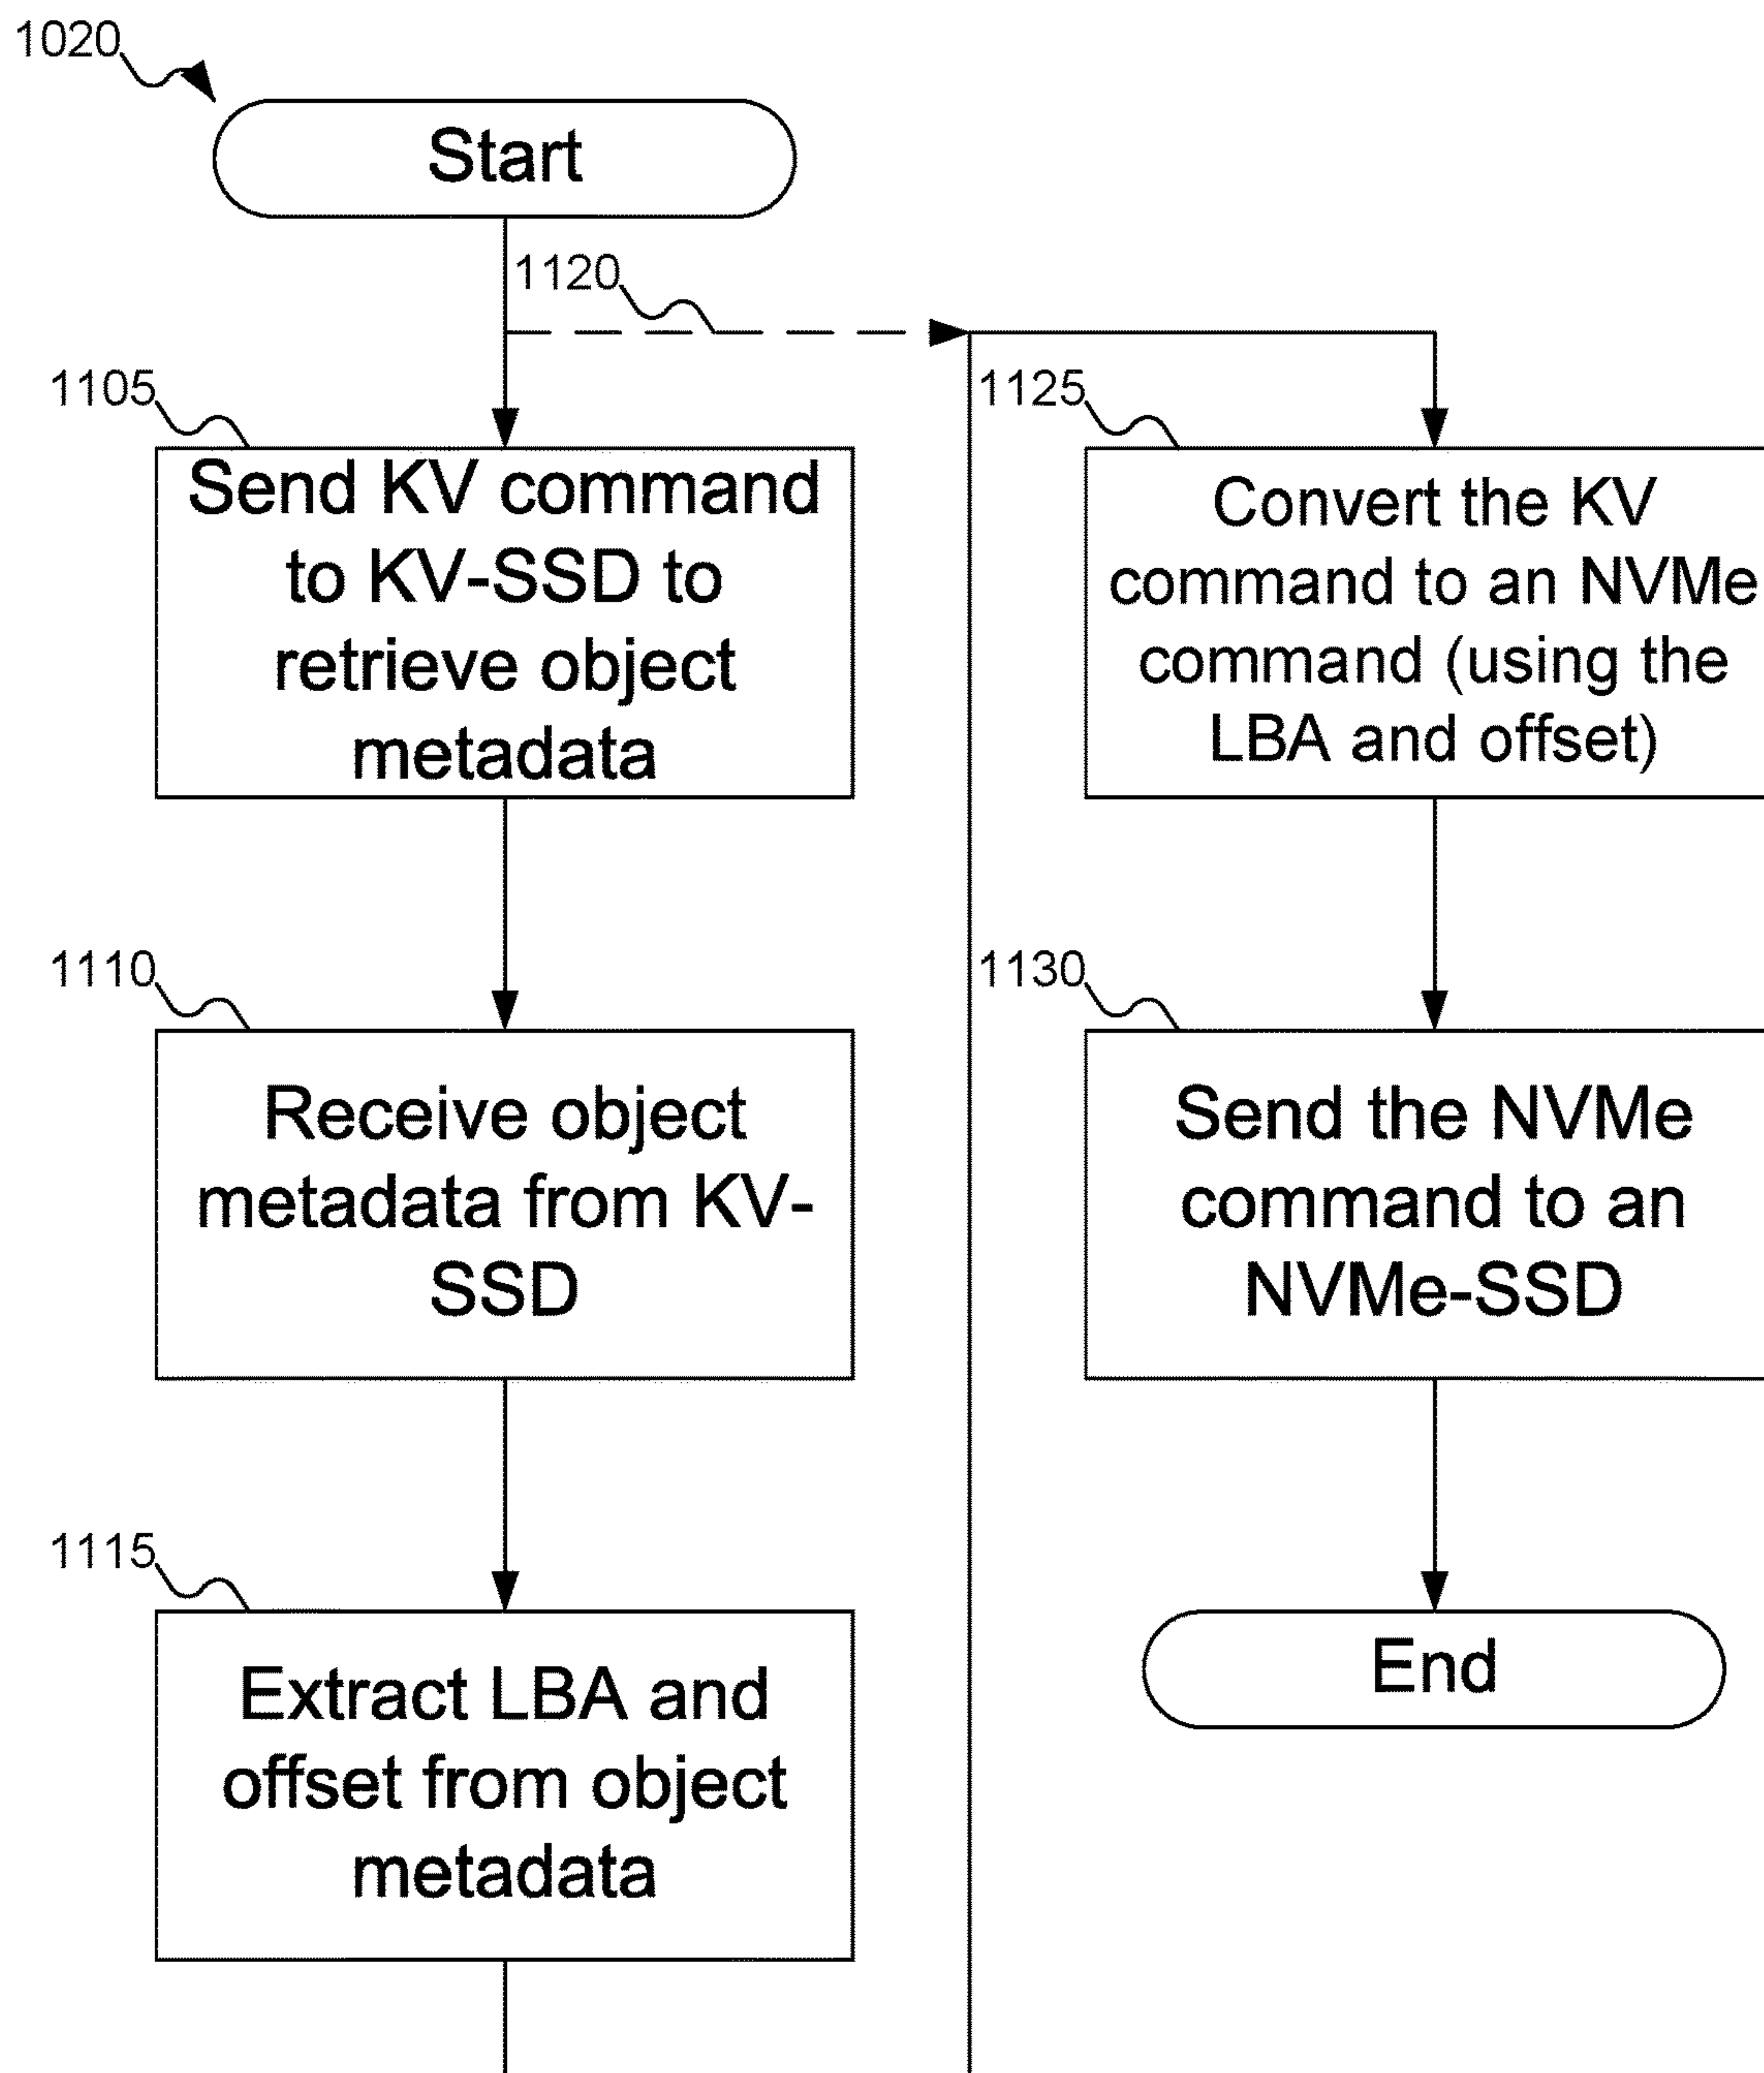 1020
Start
1120
1105
Send KV command
to KV-SSD to
retrieve object
metadata
1110
Receive object
metadata from KV-
SSD
1115
Extract LBA and
offset from object
metadata
1125
Convert the KV
command to an NVMe
command (using the
LBA and offset)
1130
Send the NVMe
command to an
NVMe-SSD
End